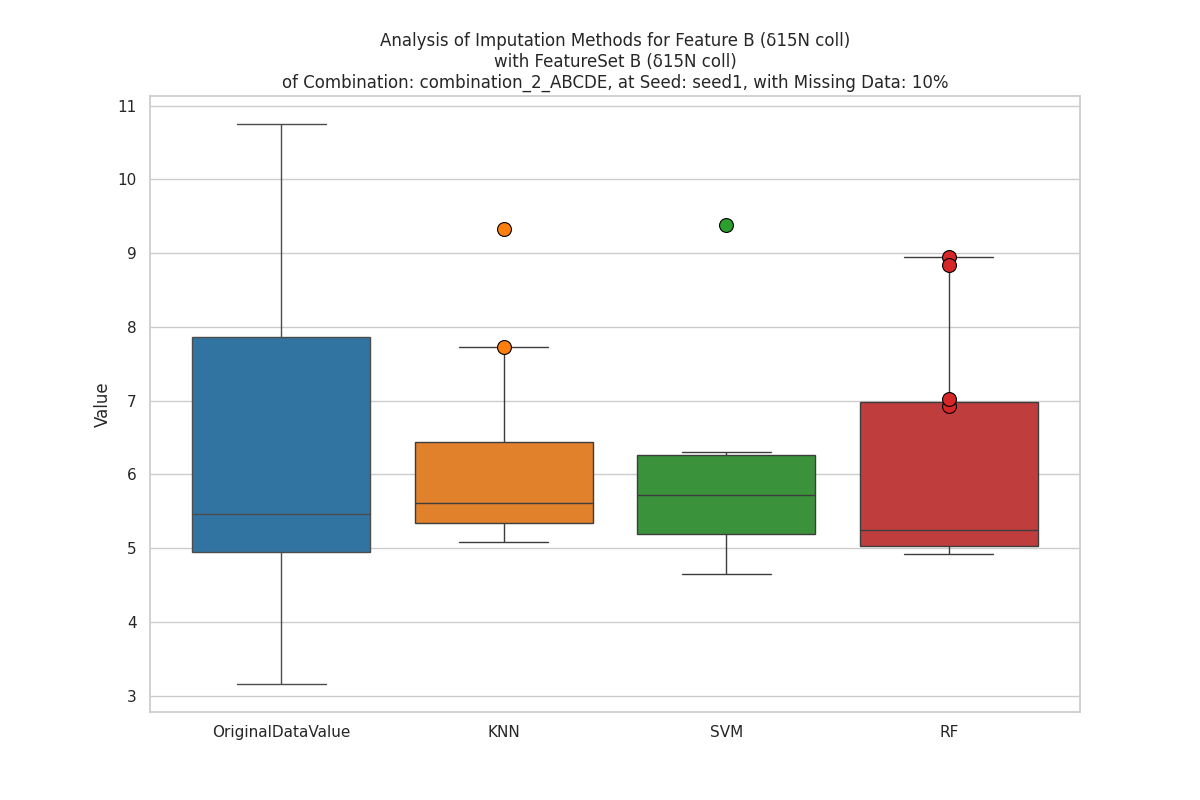 Analysis of Imputation Methods for Feature B (δ15N coll)
with FeatureSet B (δ15N coll)
of Combination: combination_2_ABCDE, at Seed: seed1, with Missing Data: 10%
11
10
9
8
7
6
5
4
3
Value
OriginalDataValue
KNN
SVM
RF